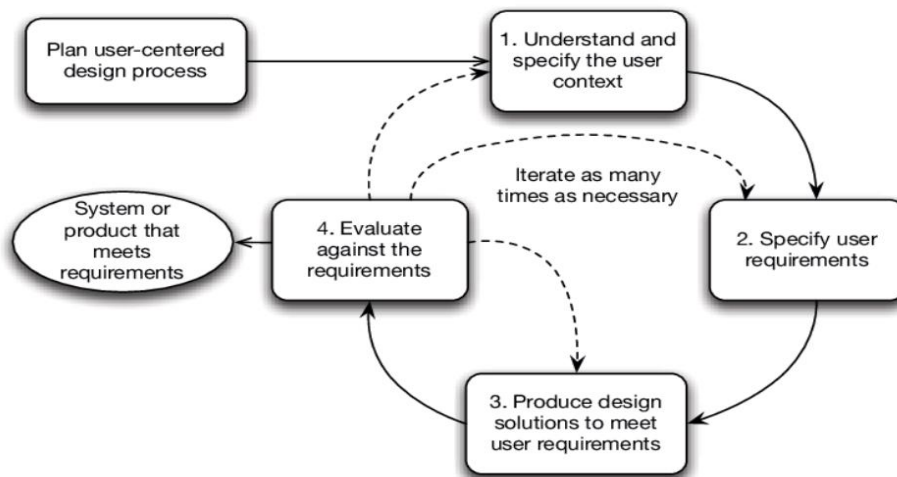 Plan user-centered
design process
1. Understand and
specify the user
context
Iterate as many
times as necessary
System or
product that
meets
requirements
4. Evaluate
against the
requirements
2. Specify user
requirements
3. Produce design
solutions to meet
user requirements